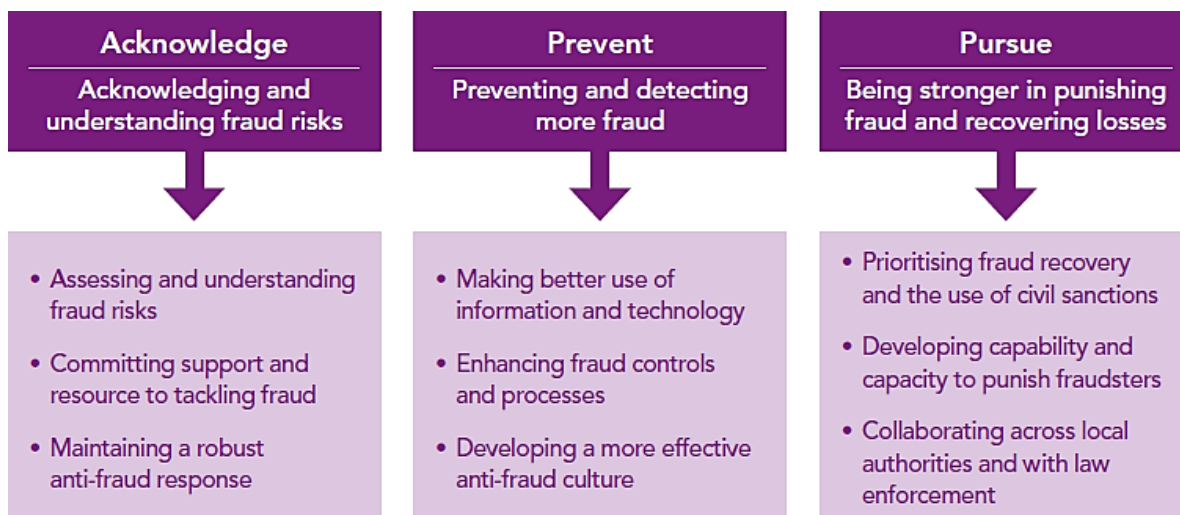 Acknowledge
Acknowledging and
understanding fraud risks
• Assessing and understanding
fraud risks
• Committing support and
resource to tackling fraud
• Maintaining a robust
anti-fraud response
Prevent
Preventing and detecting
more fraud
• Making better use of
information and technology
• Enhancing fraud controls
and processes
• Developing a more effective
anti-fraud culture
Pursue
Being stronger in punishing
fraud and recovering losses
• Prioritising fraud recovery
and the use of civil sanctions
• Developing capability and
capacity to punish fraudsters
• Collaborating across local
authorities and with law
enforcement